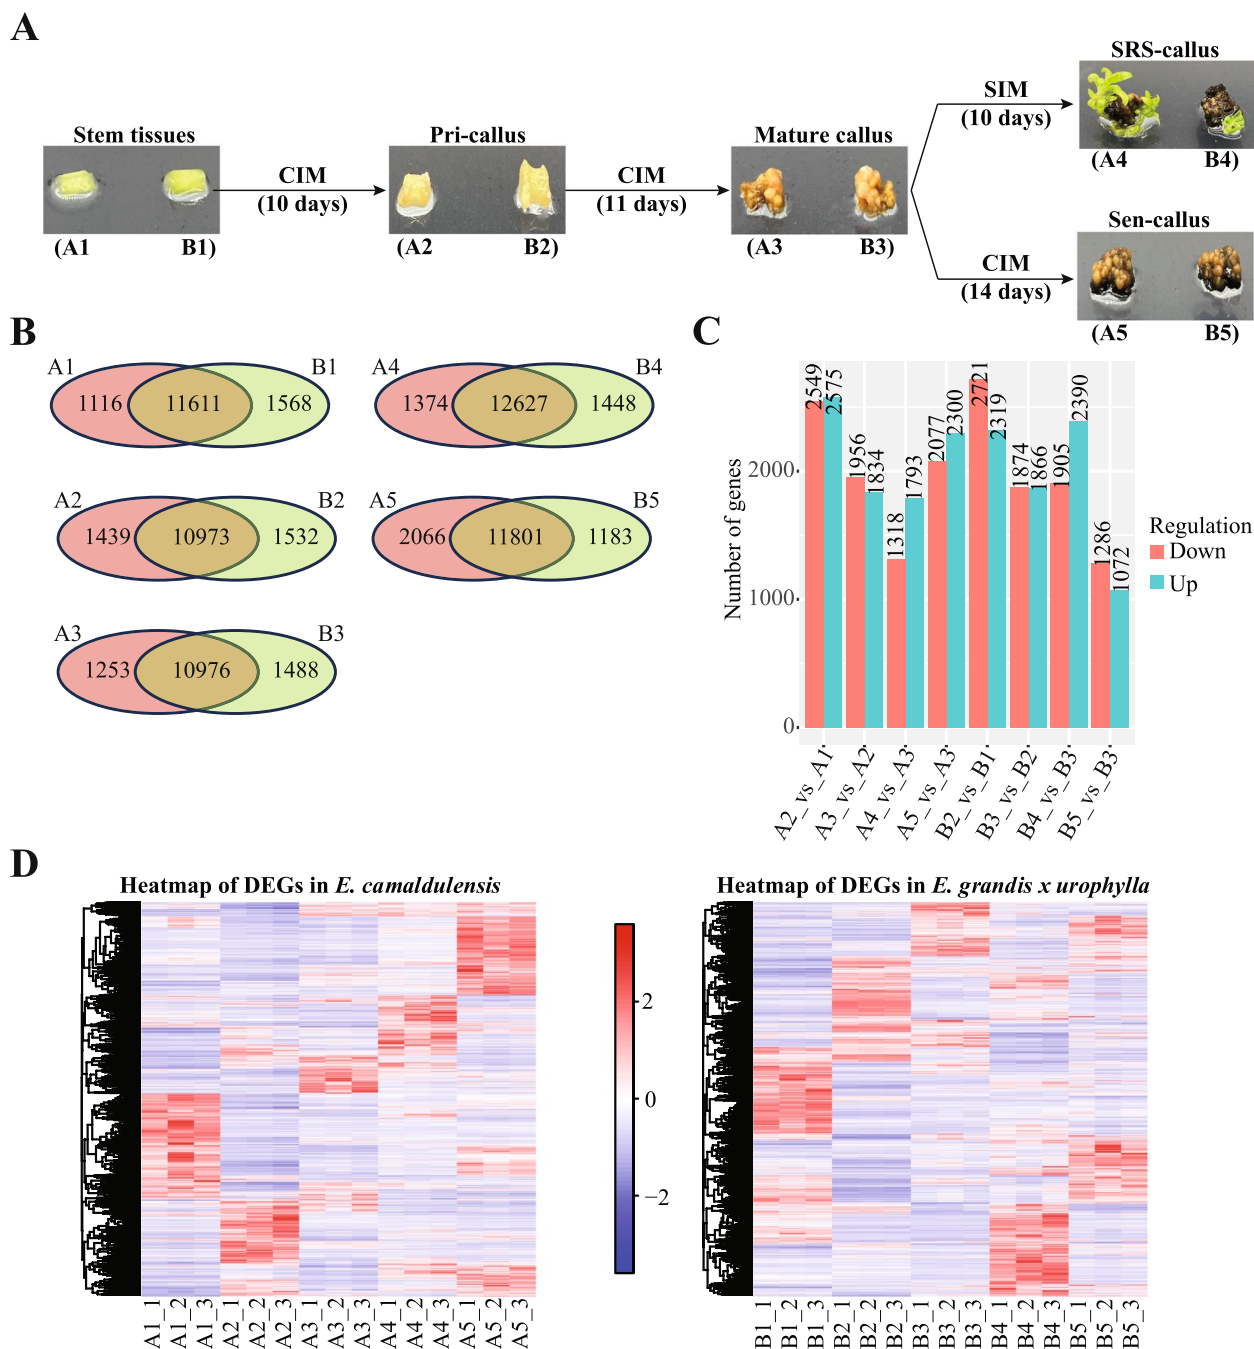 A
Stem tissues
(A1
B1)
CIM
(10 days)
Pri-callus
(A2
B2)
CIM
(11 days)
Mature callus
(A3
B3)
SIM
(10 days)
SRS-callus
(A4
B4)
CIM
(14 days)
Sen-callus
(A5
B5)
B
A1
B1
1116
11611
1568
A4
B4
1374
12627
1448
A2
B2
1439
10973
1532
A5
B5
2066
11801
1183
A3
B3
1253
10976
1488
C
Number of genes
2000
1000
0
2549
2575
1956
1834
1318
1793
2077
2300
2721
2319
1874
1866
1905
2390
1286
1072
A2_vs_A1
A3_vs_A2
A4_vs_A3
A5_vs_A3
B2_vs_B1
B3_vs_B2
B4_vs_B3
B5_vs_B3
Regulation
Down
Up
D
Heatmap of DEGs in E. camaldulensis
A1_1
A1_2
A1_3
A2_1
A2_2
A2_3
A3_1
A3_2
A3_3
A4_1
A4_2
A4_3
A5_1
A5_2
A5_3
2
0
−2
Heatmap of DEGs in E. grandis x urophylla
B1_1
B1_2
B1_3
B2_1
B2_2
B2_3
B3_1
B3_2
B3_3
B4_1
B4_2
B4_3
B5_1
B5_2
B5_3